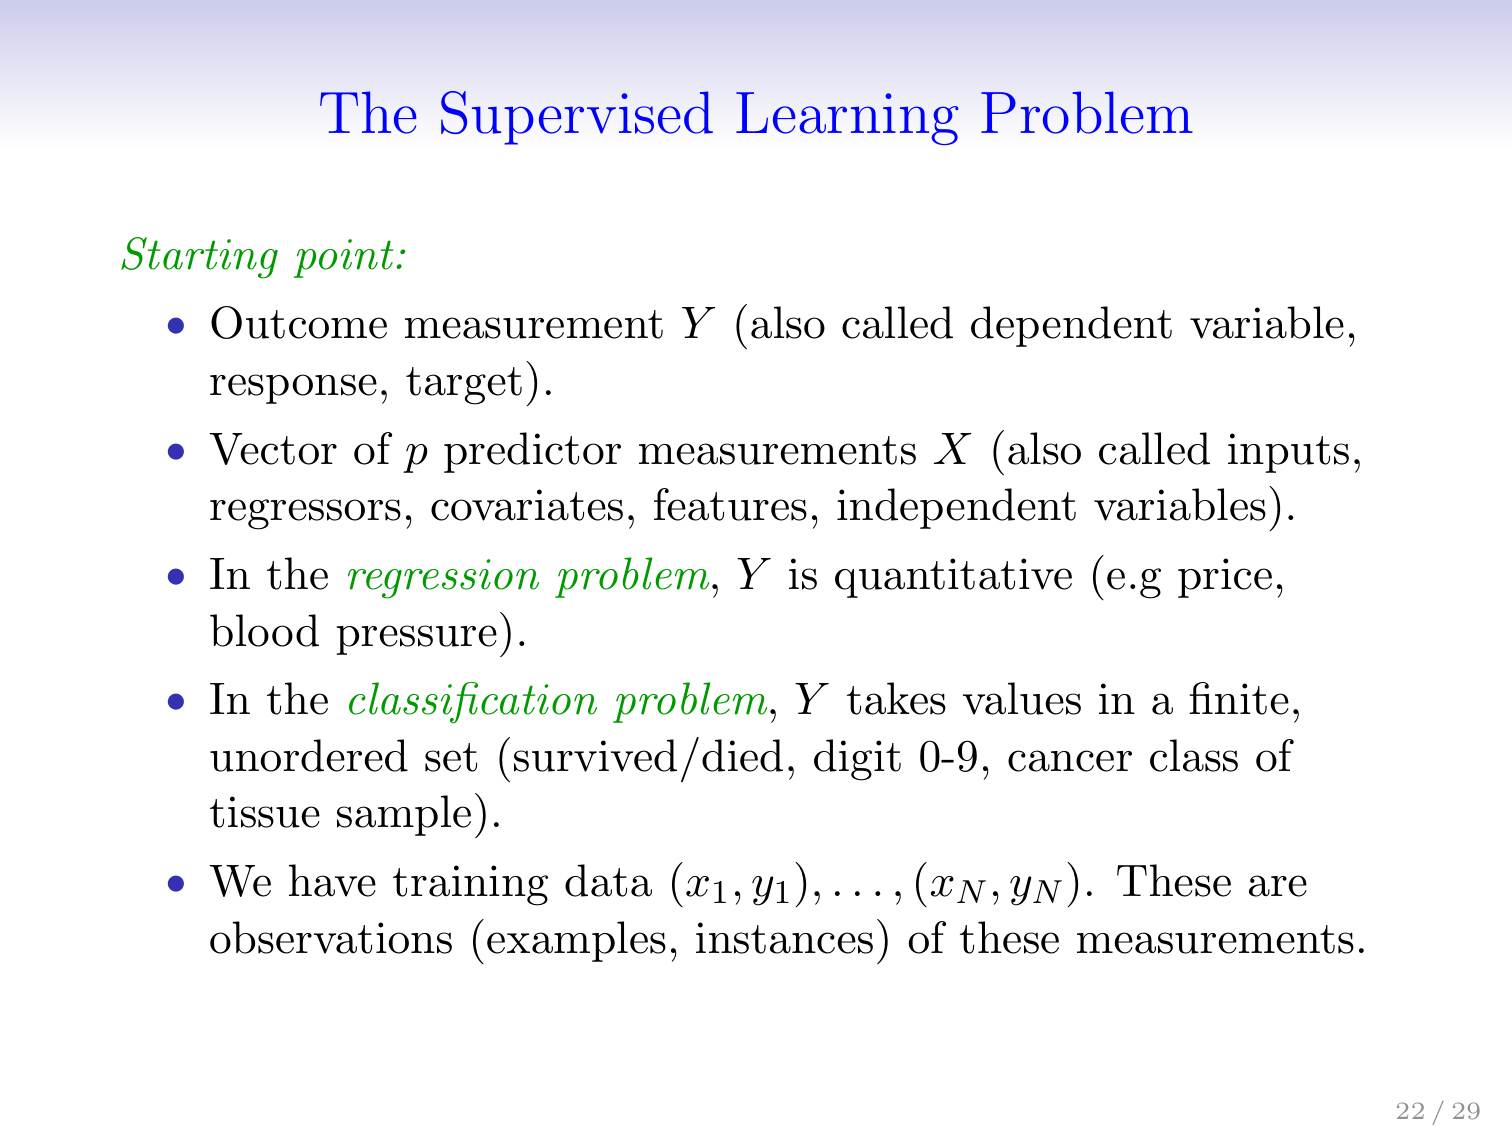 The Supervised Learning Problem
Starting point:
• Outcome measurement Y (also called dependent variable,
response, target).
• Vector of p predictor measurements X (also called inputs,
regressors, covariates, features, independent variables).
• In the regression problem, Y is quantitative (e.g price,
blood pressure).
• In the classification problem, Y takes values in a finite,
unordered set (survived/died, digit 0-9, cancer class of
tissue sample).
• We have training data (x₁, y₁), . . . , (x_N, y_N). These are
observations (examples, instances) of these measurements.
22 / 29